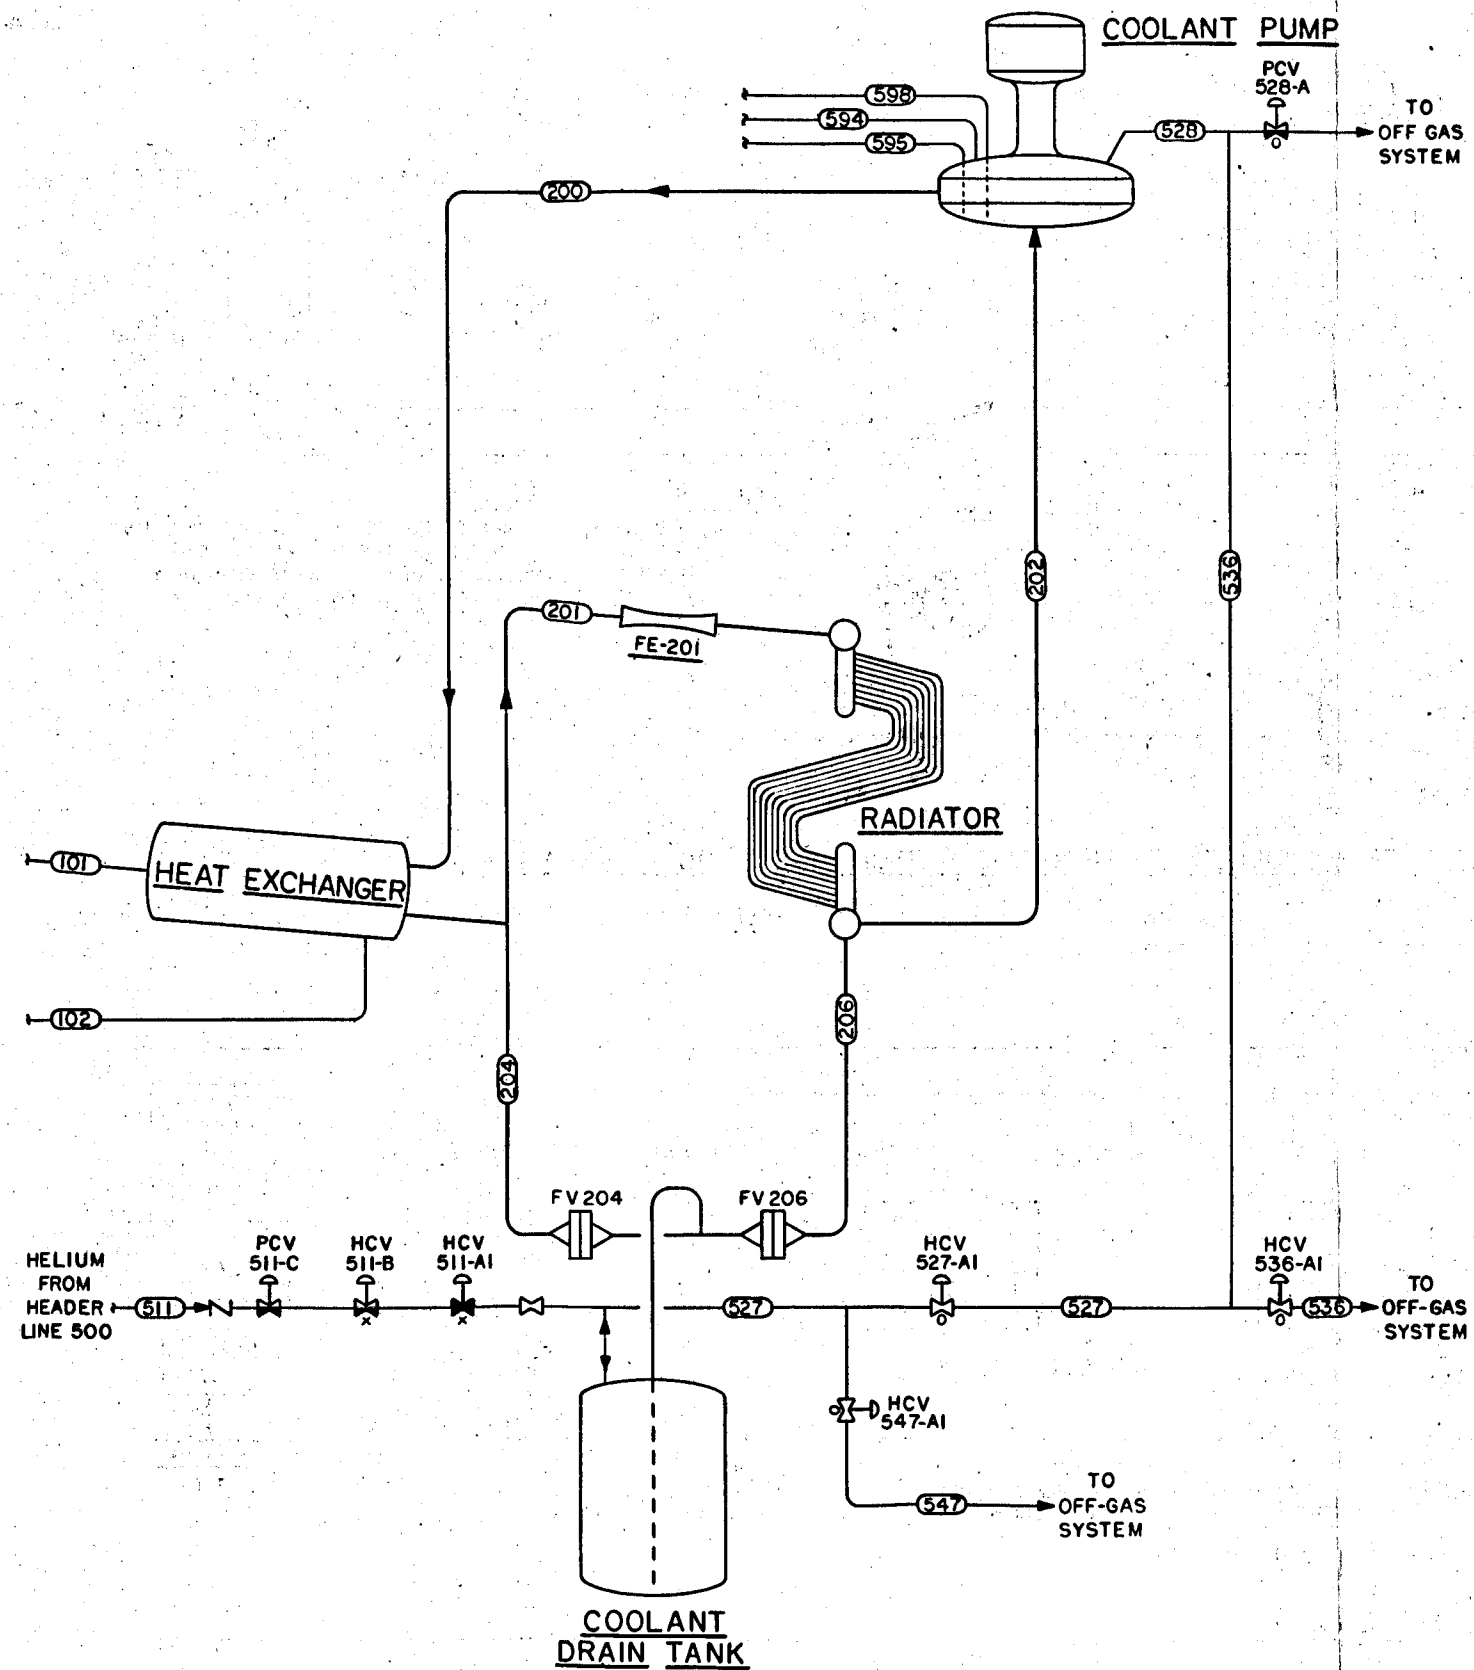 COOLANT PUMP
PCV
528-A
TO
OFF GAS
SYSTEM
598
594
595
528
200
202
536
201
FE-201
RADIATOR
101
HEAT EXCHANGER
102
206
204
FV 204
FV 206
HELIUM
FROM
HEADER
LINE 500
511
PCV
511-C
HCV
511-B
HCV
511-A1
x
x
527
HCV
527-A1
527
HCV
536-A1
536
TO
OFF-GAS
SYSTEM
HCV
547-A1
547
TO
OFF-GAS
SYSTEM
COOLANT
DRAIN TANK